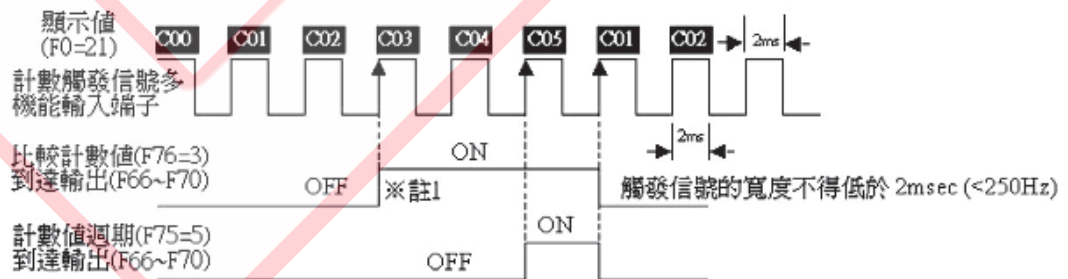 顯示值
(F0=21)
C00 C01 C02 C03 C04 C05 C01 C02 2ms
計數觸發信號多
機能輸入端子
2ms
比較計數值(F76=3)
到達輸出(F66~F70)
ON
OFF
※註1
觸發信號的寬度不得低於 2msec (<250Hz)
計數值週期(F75=5)
到達輸出(F66~F70)
ON
OFF